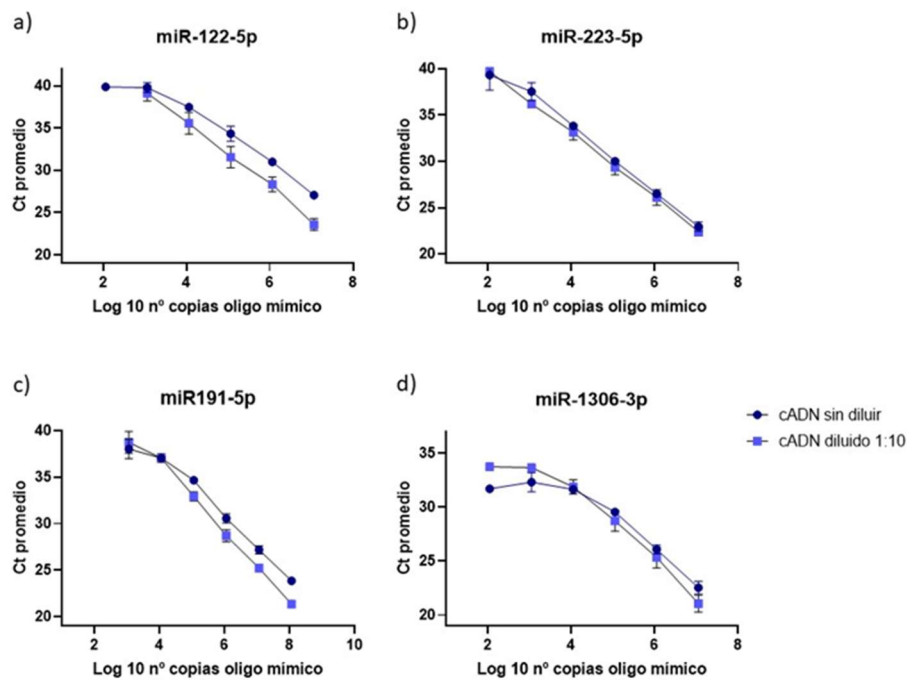 a)
miR-122-5p
40
35
30
25
20
Ct promedio
2 4 6 8
Log 10 nº copias oligo mimico
b)
miR-223-5p
40
35
30
25
20
Ct promedio
0 2 4 6 8
Log 10 nº copias oligo mimico
c)
miR191-5p
40
35
30
25
20
Ct promedio
2 4 6 8 10
Log 10 nº copias oligo mimico
d)
miR-1306-3p
35
30
25
20
Ct promedio
0 2 4 6 8
Log 10 nº copias oligo mimico
cADN sin diluir
cADN diluido 1:10